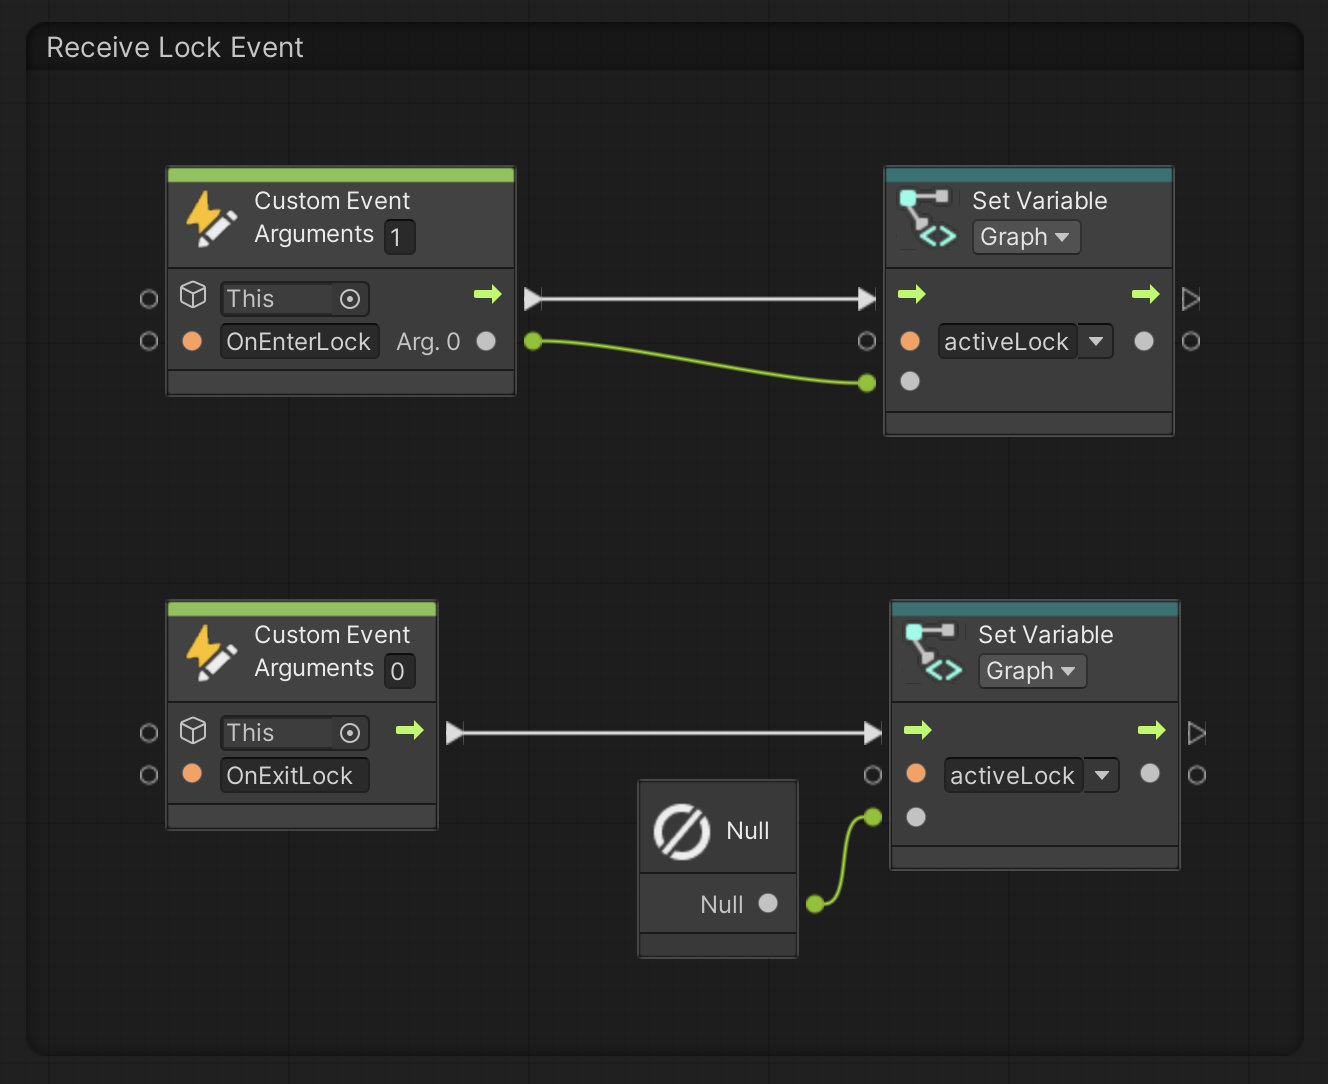 Receive Lock Event
Custom Event
Arguments 1
This
OnEnterLock Arg. 0
Set Variable
Graph
activeLock
Custom Event
Arguments 0
This
OnExitLock
Set Variable
Graph
activeLock
Null
Null